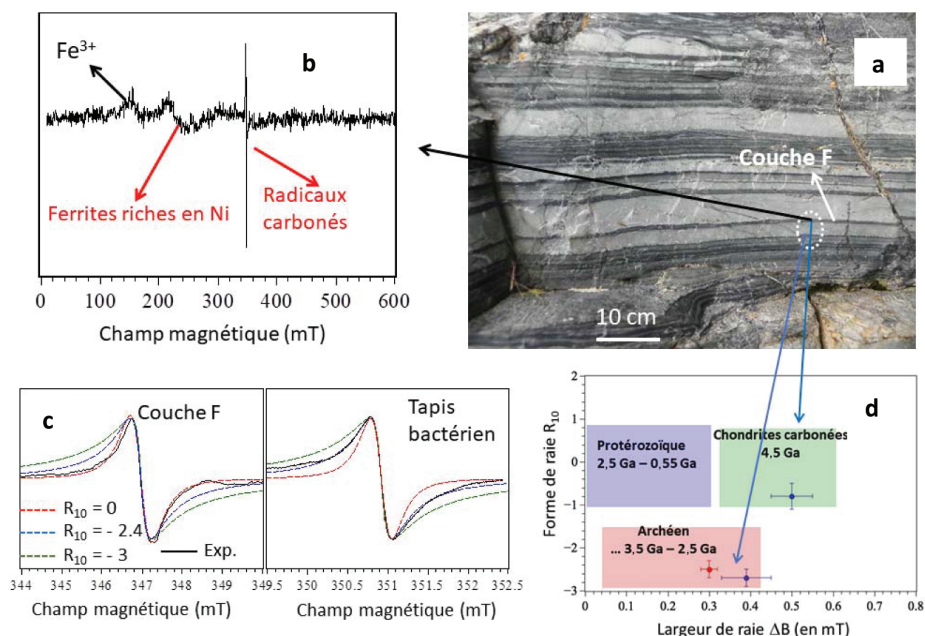 b
Fe3+
Ferrites riches en Ni
Radicaux
carbonés
0 100 200 300 400 500 600
Champ magnétique (mT)
a
Couche F
10 cm
c
Couche F
R10 = 0
R10 = - 2.4
R10 = - 3
Exp.
344 345 346 347 348 349
Champ magnétique (mT)
Tapis
bactérien
350 350.5 351 351.5 352 352.5
Champ magnétique (mT)
d
Forme de raie R10
2
1
0
−1
−2
−3
Protérozoïque
2,5 Ga – 0,55 Ga
Chondrites carbonées
4,5 Ga
Archéen
... 3,5 Ga – 2,5 Ga
0 0.1 0.2 0.3 0.4 0.5 0.6 0.7 0.8
Largeur de raie ΔB (en mT)